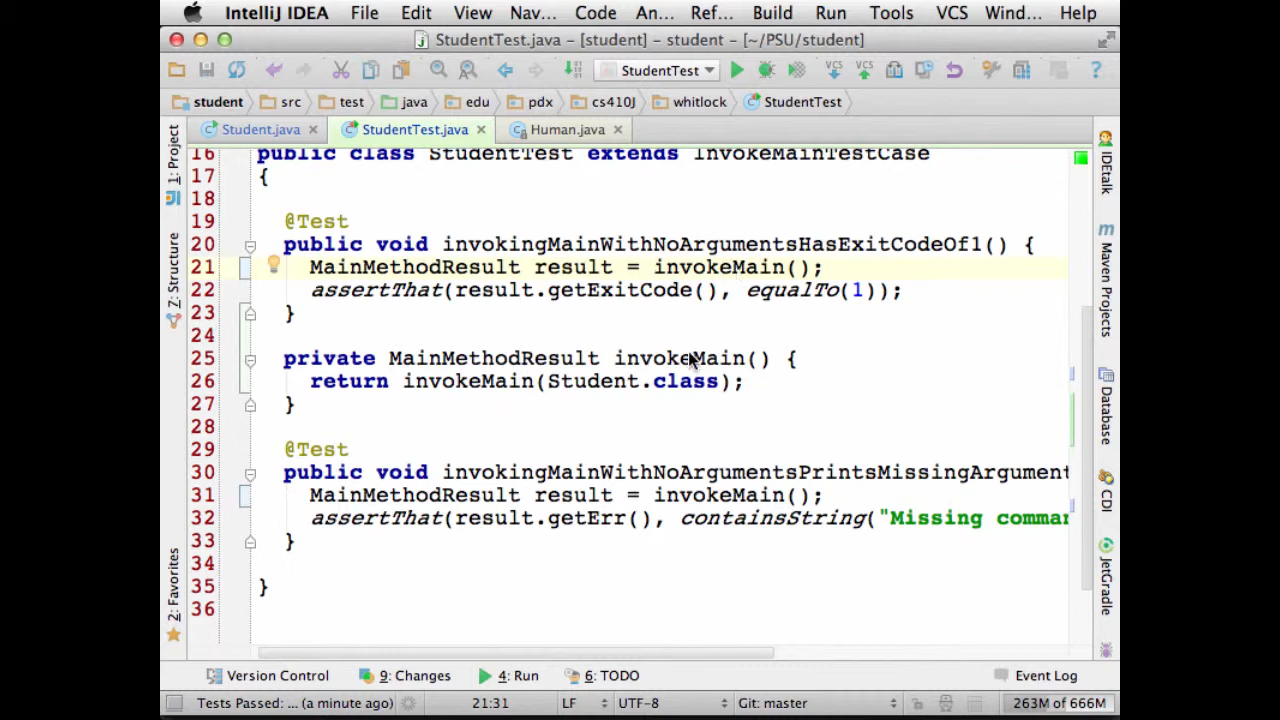 IntelliJ IDEA File Edit View Nav... Code An... Ref... Build Run Tools VCS Wind... Help
StudentTest.java – [student] – student – [~/PSU/student]
StudentTest VCS VCS ?
student src test java edu pdx cs410J whitlock StudentTest
Student.java StudentTest.java Human.java
1: Project
7: Structure
2: Favorites
16 public class StudentTest extends InvokeMainTestCase
17 {
18
19 @Test
20 public void invokingMainWithNoArgumentsHasExitCodeOf1() {
21 MainMethodResult result = invokeMain();
22 assertThat(result.getExitCode(), equalTo(1));
23 }
24
25 private MainMethodResult invokeMain() {
26 return invokeMain(Student.class);
27 }
28
29 @Test
30 public void invokingMainWithNoArgumentsPrintsMissingArgument
31 MainMethodResult result = invokeMain();
32 assertThat(result.getErr(), containsString("Missing comman
33 }
34
35 }
36
IDEtalk
Maven Projects
Database
CDI
JetGradle
Version Control 9: Changes 4: Run 6: TODO Event Log
Tests Passed: ... (a minute ago) 21:31 LF UTF-8 Git: master 263M of 666M